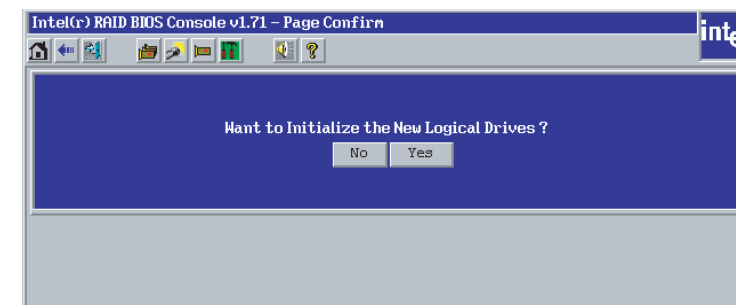 Intel(r) RAID BIOS Console v1.71 – Page Confirm
Want to Initialize the New Logical Drives ?
No Yes